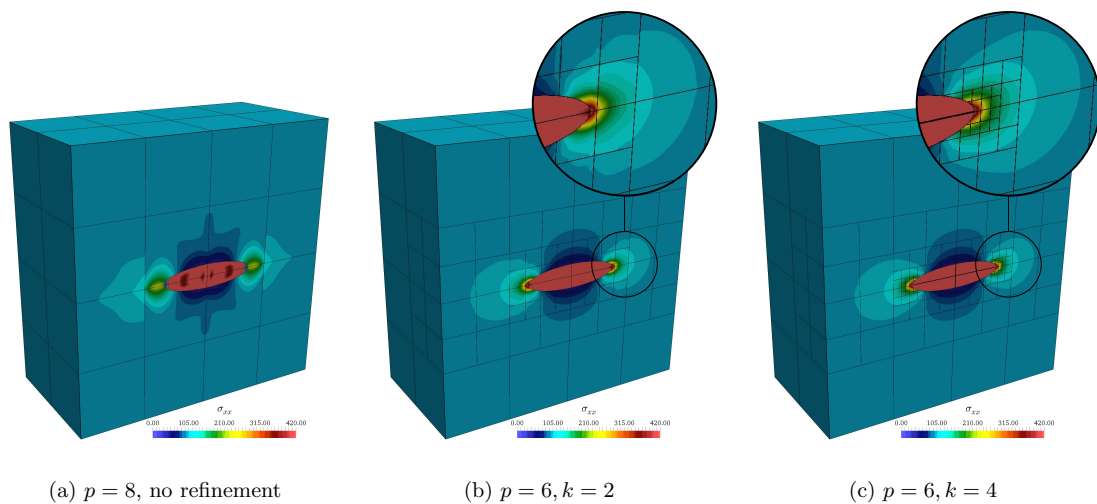 σxx
0.00 105.00 210.00 315.00 420.00
σxx
0.00 105.00 210.00 315.00 420.00
σxx
0.00 105.00 210.00 315.00 420.00
(a) p = 8, no refinement
(b) p = 6, k = 2
(c) p = 6, k = 4